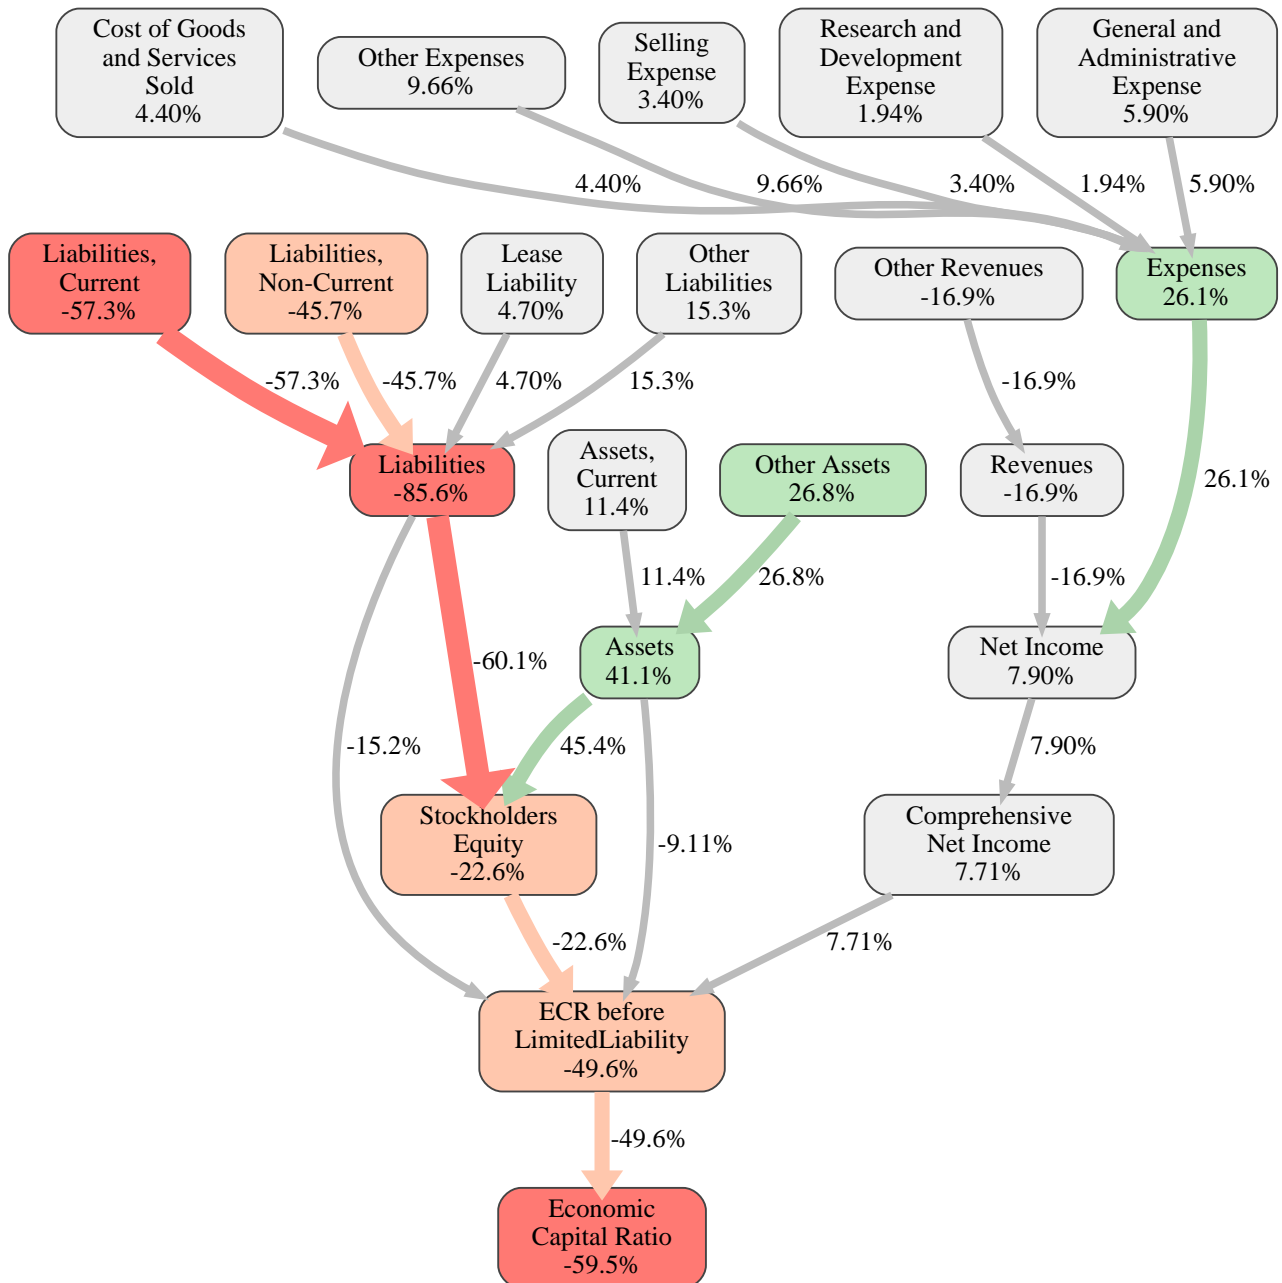 Cost of Goods
and Services
Sold
4.40%
Other Expenses
9.66%
Selling
Expense
3.40%
Research and
Development
Expense
1.94%
General and
Administrative
Expense
5.90%
4.40%
9.66%
3.40%
1.94%
5.90%
Liabilities,
Current
-57.3%
Liabilities,
Non-Current
-45.7%
Lease
Liability
4.70%
Other
Liabilities
15.3%
Other Revenues
-16.9%
Expenses
26.1%
-57.3%
-45.7%
4.70%
15.3%
-16.9%
Liabilities
-85.6%
Assets,
Current
11.4%
Other Assets
26.8%
Revenues
-16.9%
26.1%
11.4%
26.8%
-16.9%
-60.1%
Assets
41.1%
Net Income
7.90%
-15.2%
45.4%
7.90%
Stockholders
Equity
-22.6%
-9.11%
Comprehensive
Net Income
7.71%
-22.6%
7.71%
ECR before
LimitedLiability
-49.6%
-49.6%
Economic
Capital Ratio
-59.5%